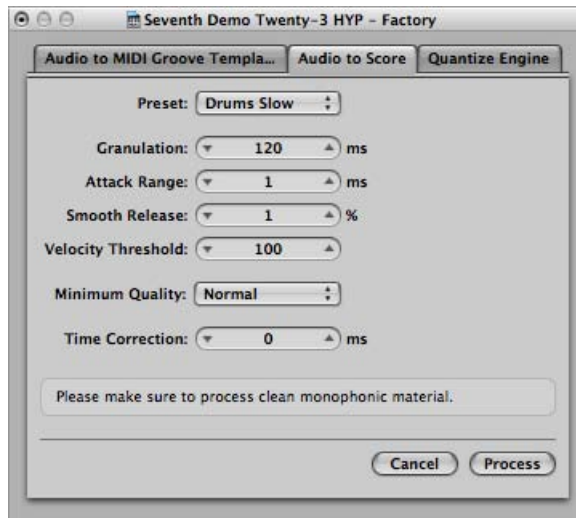 Seventh Demo Twenty-3 HYP – Factory
Audio to MIDI Groove Templa... Audio to Score Quantize Engine
Preset: Drums Slow
Granulation: 120 ms
Attack Range: 1 ms
Smooth Release: 1 %
Velocity Threshold: 100
Minimum Quality: Normal
Time Correction: 0 ms
Please make sure to process clean monophonic material.
Cancel Process